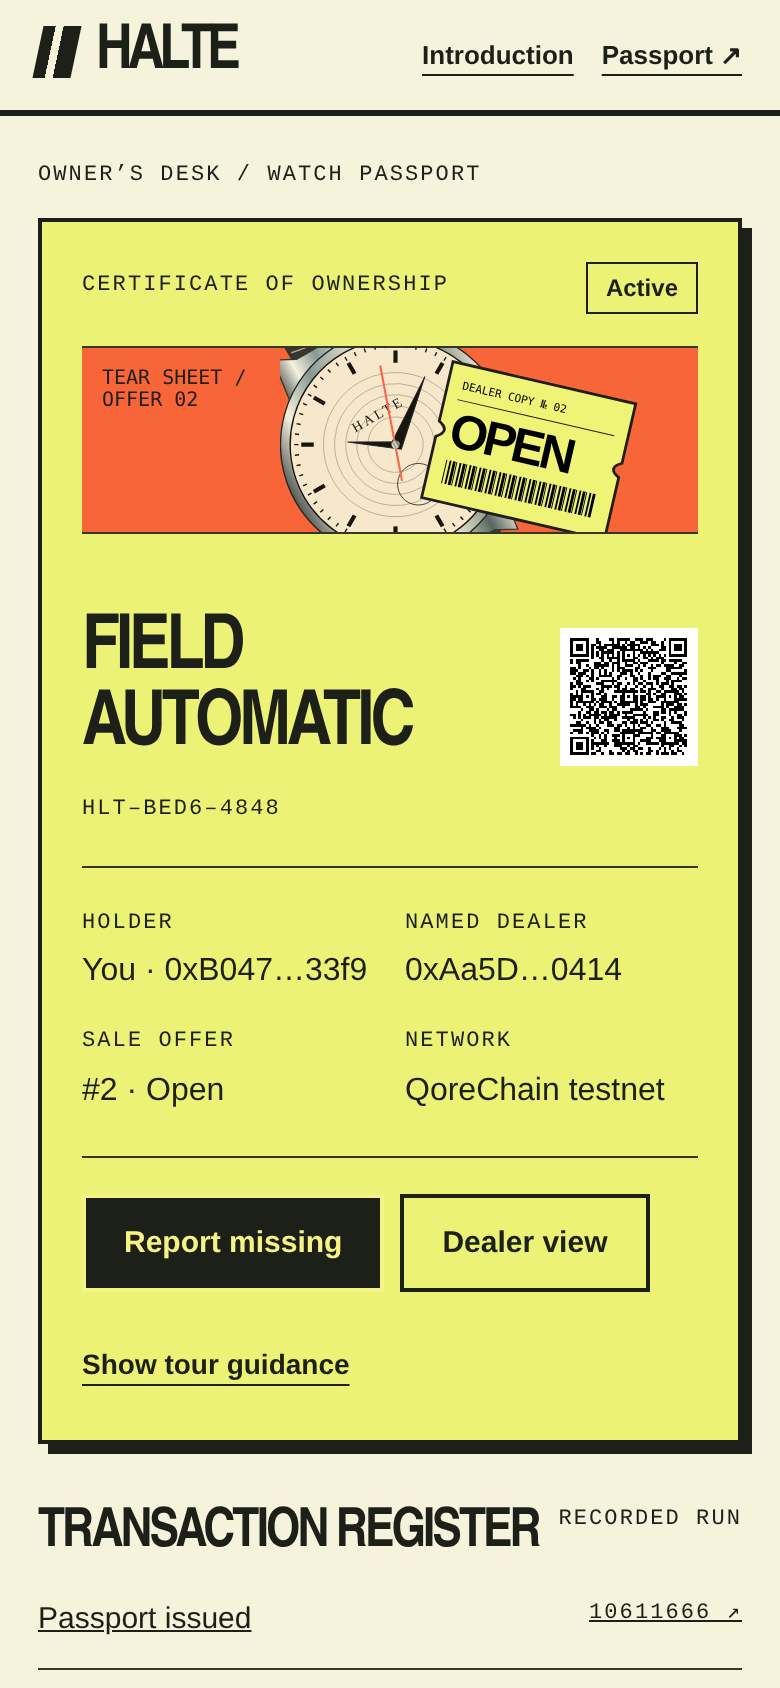 HALTE
Introduction
Passport ↗
OWNER’S DESK / WATCH PASSPORT
CERTIFICATE OF OWNERSHIP
Active
TEAR SHEET /
OFFER 02
HALTE
DEALER COPY № 02
OPEN
FIELD
AUTOMATIC
HLT–BED6–4848
HOLDER
You · 0xB047…33f9
NAMED DEALER
0xAa5D…0414
SALE OFFER
#2 · Open
NETWORK
QoreChain testnet
Report missing
Dealer view
Show tour guidance
TRANSACTION REGISTER
RECORDED RUN
Passport issued
10611666 ↗